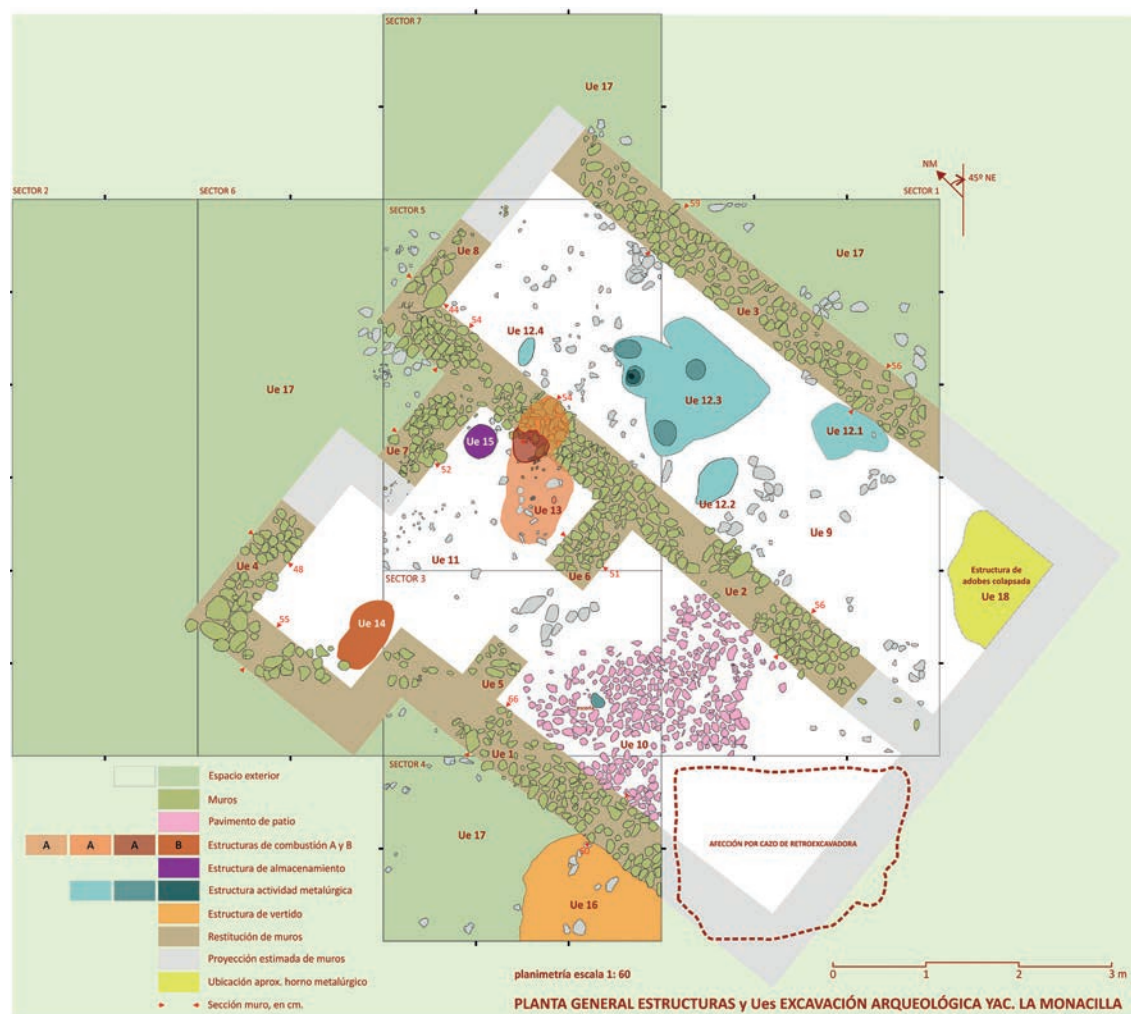 SECTOR 7
Ue 17
NM
45º NE
SECTOR 2
SECTOR 6
SECTOR 5
SECTOR 1
59
Ue 8
Ue 17
44
54
Ue 3
Ue 12.4
56
Ue 17
54
Ue 12.3
Ue 15
Ue 12.1
Ue 7
52
Ue 12.2
Ue 13
Ue 9
Ue 11
Ue 4
48
SECTOR 3
Ue 6
51
Estructura de
adobes colapsada
Ue 18
Ue 2
56
55
Ue 14
Ue 5
66
Ue 10
Ue 1
SECTOR 4
Ue 17
AFECCIÓN POR CAZO DE RETROEXCAVADORA
Ue 16
Espacio exterior
Muros
Pavimento de patio
A A A B Estructuras de combustión A y B
Estructura de almacenamiento
Estructura actividad metalúrgica
Estructura de vertido
Restitución de muros
Proyección estimada de muros
Ubicación aprox. horno metalúrgico
Sección muro, en cm.
planimetría escala 1: 60
0 1 2 3 m
PLANTA GENERAL ESTRUCTURAS y Ues EXCAVACIÓN ARQUEOLÓGICA YAC. LA MONACILLA